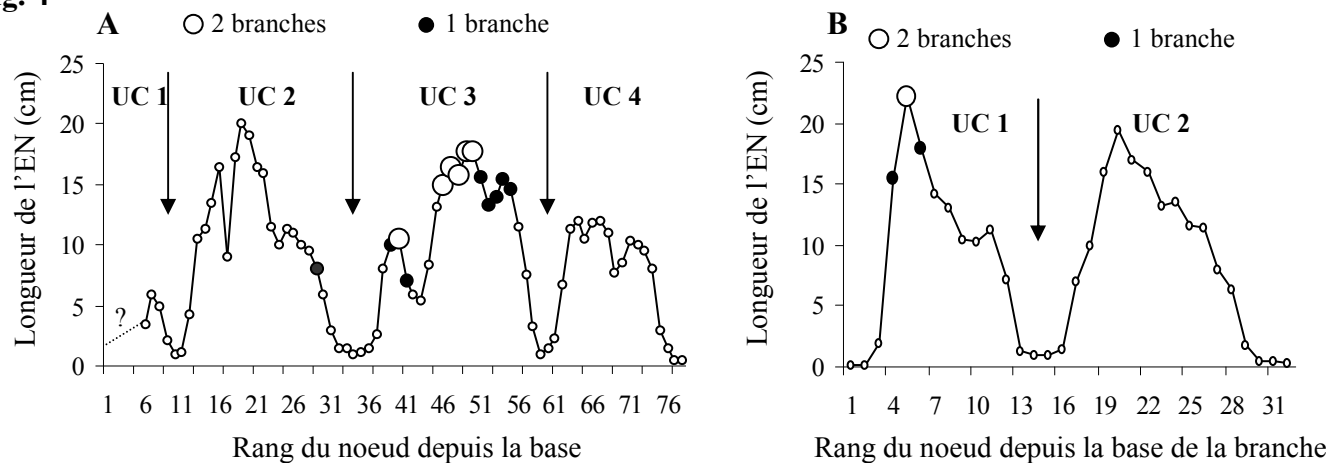 A
2 branches
1 branche
Longueur de l'EN (cm)
25
20
15
10
5
0
UC 1
UC 2
UC 3
UC 4
?
1 6 11 16 21 26 31 36 41 46 51 56 61 66 71 76
Rang du noeud depuis la base
B
2 branches
1 branche
Longueur de l'EN (cm)
25
20
15
10
5
0
UC 1
UC 2
1 4 7 10 13 16 19 22 25 28 31
Rang du noeud depuis la base de la branche